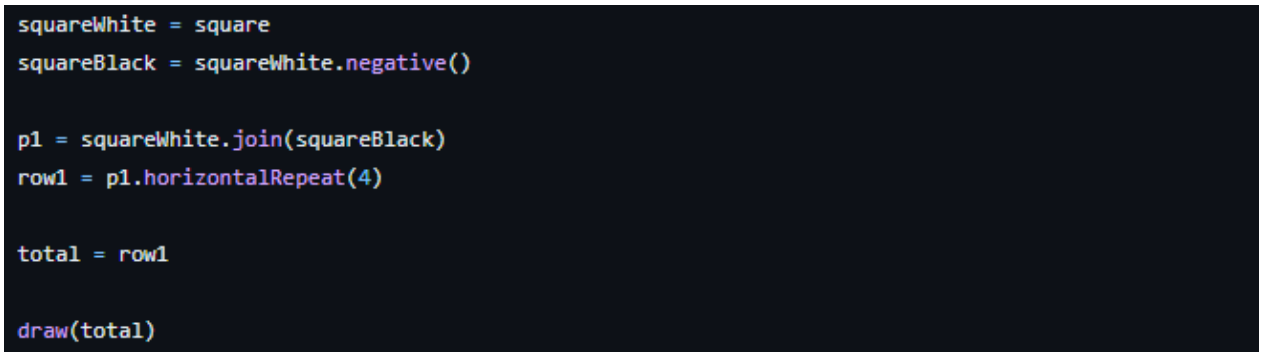 squareWhite = square
squareBlack = squareWhite.negative()
p1 = squareWhite.join(squareBlack)
row1 = p1.horizontalRepeat(4)
total = row1
draw(total)